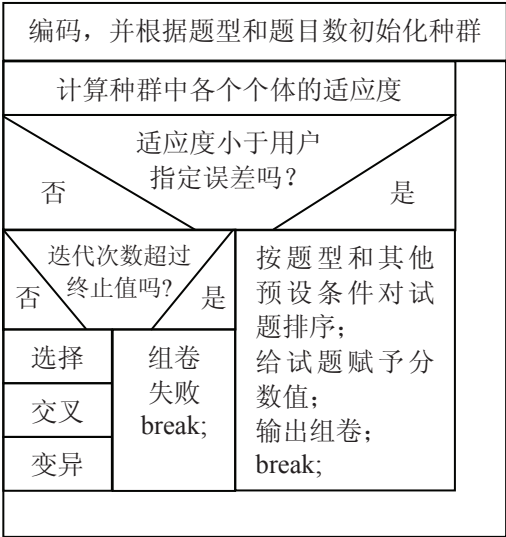 编码，并根据题型和题目数初始化种群
计算种群中各个个体的适应度
适应度小于用户
指定误差吗？
否
是
迭代次数超过
终止值吗?
否
是
选择
交叉
变异
组卷
失败
break;
按题型和其他
预设条件对试
题排序；
给试题赋予分
数值；
输出组卷；
break;